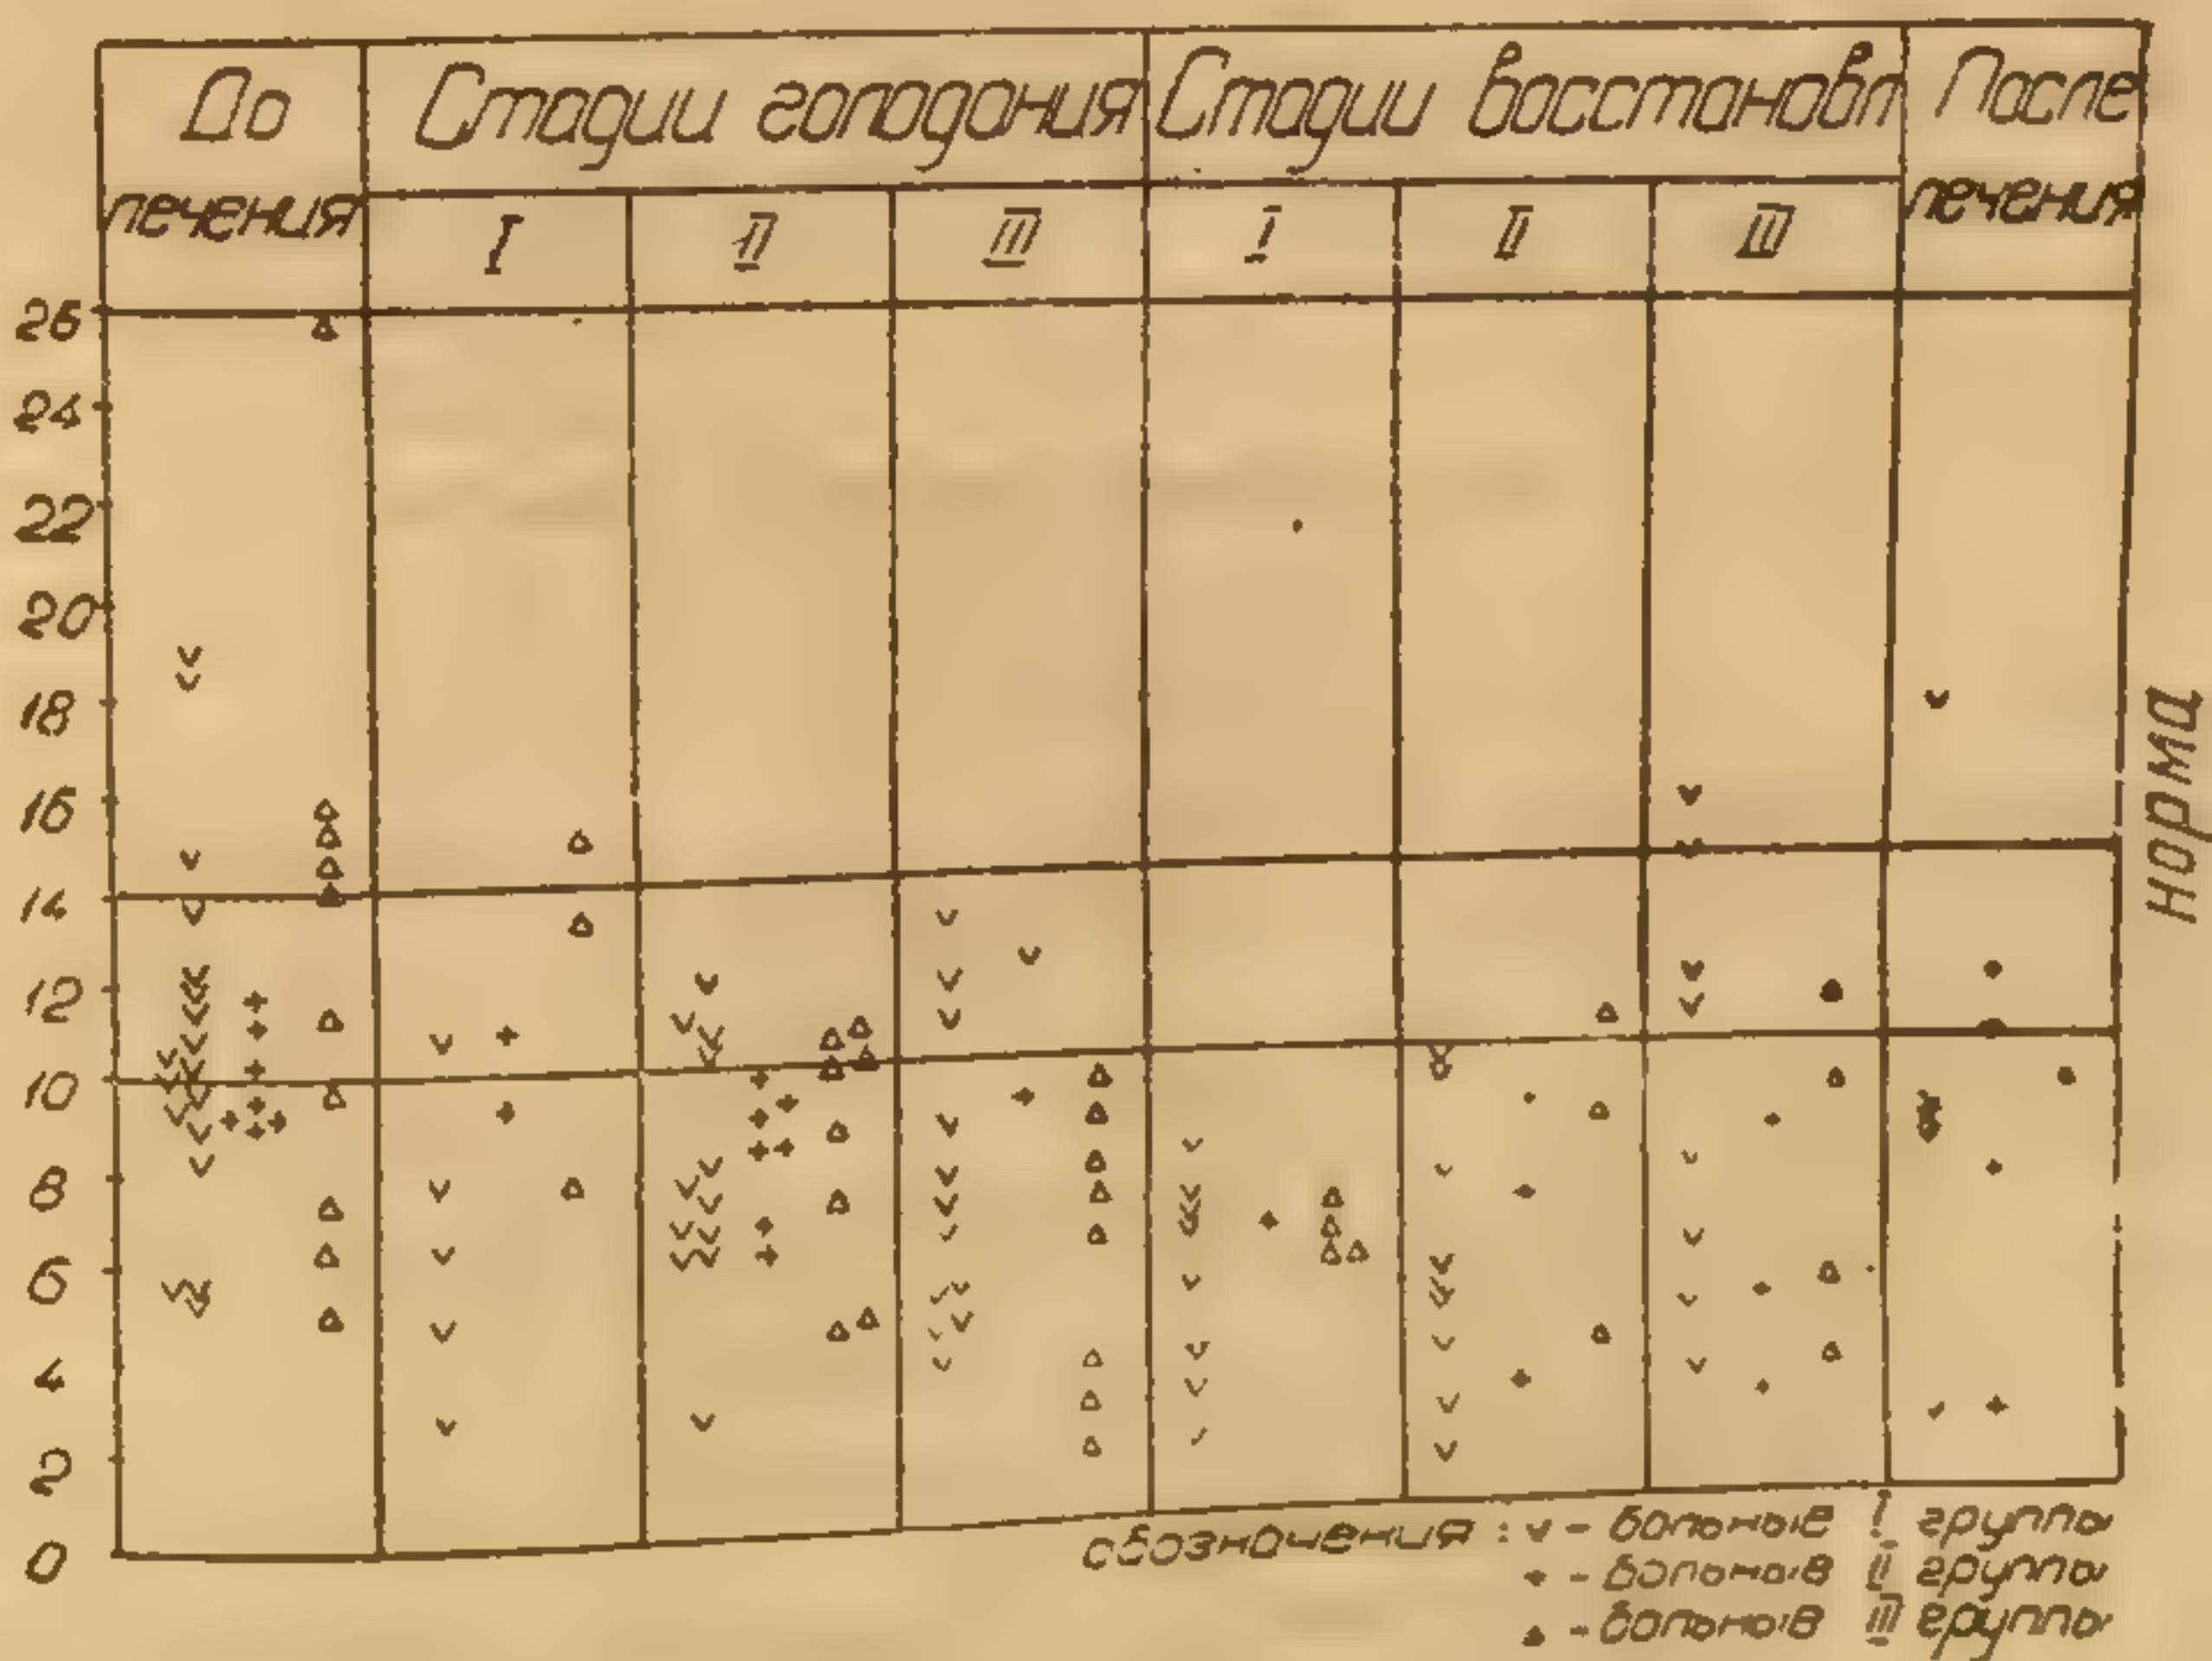 До Стадии голодания Стадии восстановл После
лечения I II III I II III лечения
26
24
22
20
18
16
14
12
10
8
6
4
2
0
Норма
обозначения : v - больные I группы
+ - больные II группы
▵ - больные III группы